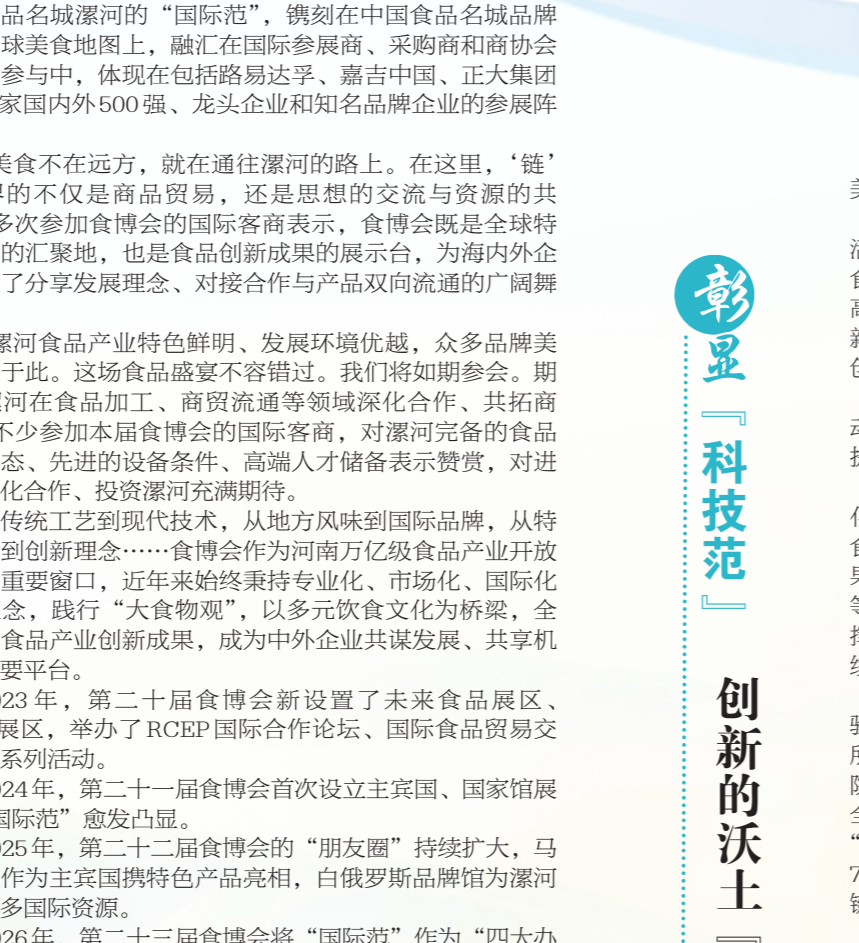 品名城漯河的“国际范”，镌刻在中国食品名城品牌
球美食地图上，融汇在国际参展商、采购商和商协会
参与中，体现在包括路易达孚、嘉吉中国、正大集团
家国内外500强、龙头企业和知名品牌企业的参展阵
美食不在远方，就在通往漯河的路上。在这里，‘链’
的不仅是商品贸易，还是思想的交流与资源的共
多次参加食博会的国际客商表示，食博会既是全球特
的汇聚地，也是食品创新成果的展示台，为海内外企
了分享发展理念、对接合作与产品双向流通的广阔舞
漯河食品产业特色鲜明、发展环境优越，众多品牌美
于此。这场食品盛宴不容错过。我们将如期参会。期
漯河在食品加工、商贸流通等领域深化合作、共拓商
不少参加本届食博会的国际客商，对漯河完备的食品
态、先进的设备条件、高端人才储备表示赞赏，对进
化合作、投资漯河充满期待。
传统工艺到现代技术，从地方风味到国际品牌，从特
到创新理念……食博会作为河南万亿级食品产业开放
重要窗口，近年来始终秉持专业化、市场化、国际化
念，践行“大食物观”，以多元饮食文化为桥梁，全
食品产业创新成果，成为中外企业共谋发展、共享机
要平台。
23年，第二十届食博会新设置了未来食品展区、
展区，举办了RCEP国际合作论坛、国际食品贸易交
系列活动。
24年，第二十一届食博会首次设立主宾国、国家馆展
国际范”愈发凸显。
25年，第二十二届食博会的“朋友圈”持续扩大，马
作为主宾国携特色产品亮相，白俄罗斯品牌馆为漯河
多国际资源。
26年，第二十三届食博会将“国际范”作为“四大办
彰显『科技范』
创新的沃土『
美
食
高
新
“
7